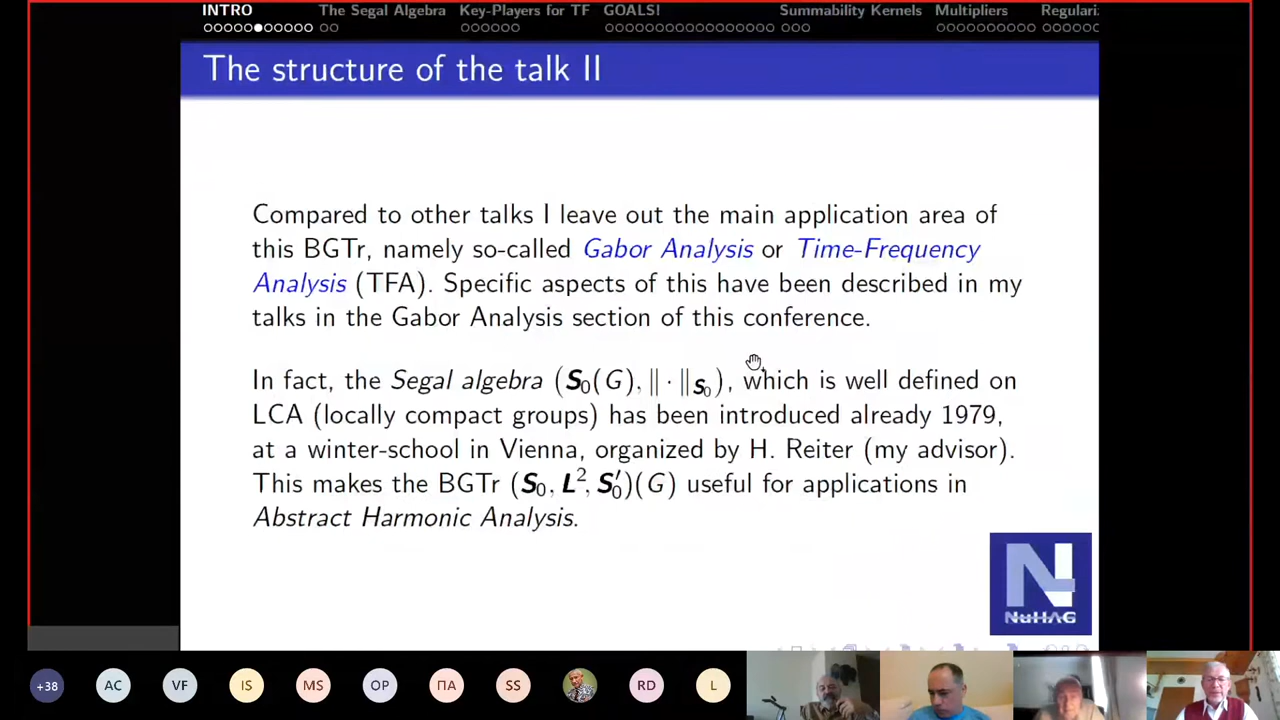 INTRO The Segal Algebra Key-Players for TF GOALS! Summability Kernels Multipliers Regulari
The structure of the talk II
Compared to other talks I leave out the main application area of
this BGTr, namely so-called Gabor Analysis or Time-Frequency
Analysis (TFA). Specific aspects of this have been described in my
talks in the Gabor Analysis section of this conference.
In fact, the Segal algebra (S₀(G), ‖ · ‖S₀), which is well defined on
LCA (locally compact groups) has been introduced already 1979,
at a winter-school in Vienna, organized by H. Reiter (my advisor).
This makes the BGTr (S₀, L², S₀′)(G) useful for applications in
Abstract Harmonic Analysis.
N
NuHAG
+38 AC VF IS MS OP ПА SS RD L